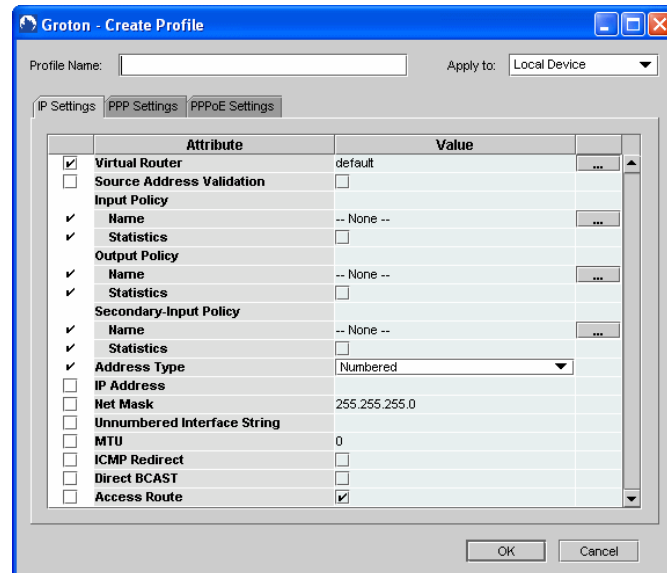 Groton - Create Profile
Profile Name: Apply to: Local Device
IP Settings PPP Settings PPPoE Settings
Attribute Value
Virtual Router default ...
Source Address Validation
Input Policy
Name -- None -- ...
Statistics
Output Policy
Name -- None -- ...
Statistics
Secondary-Input Policy
Name -- None -- ...
Statistics
Address Type Numbered
IP Address
Net Mask 255.255.255.0
Unnumbered Interface String
MTU 0
ICMP Redirect
Direct BCAST
Access Route
OK Cancel